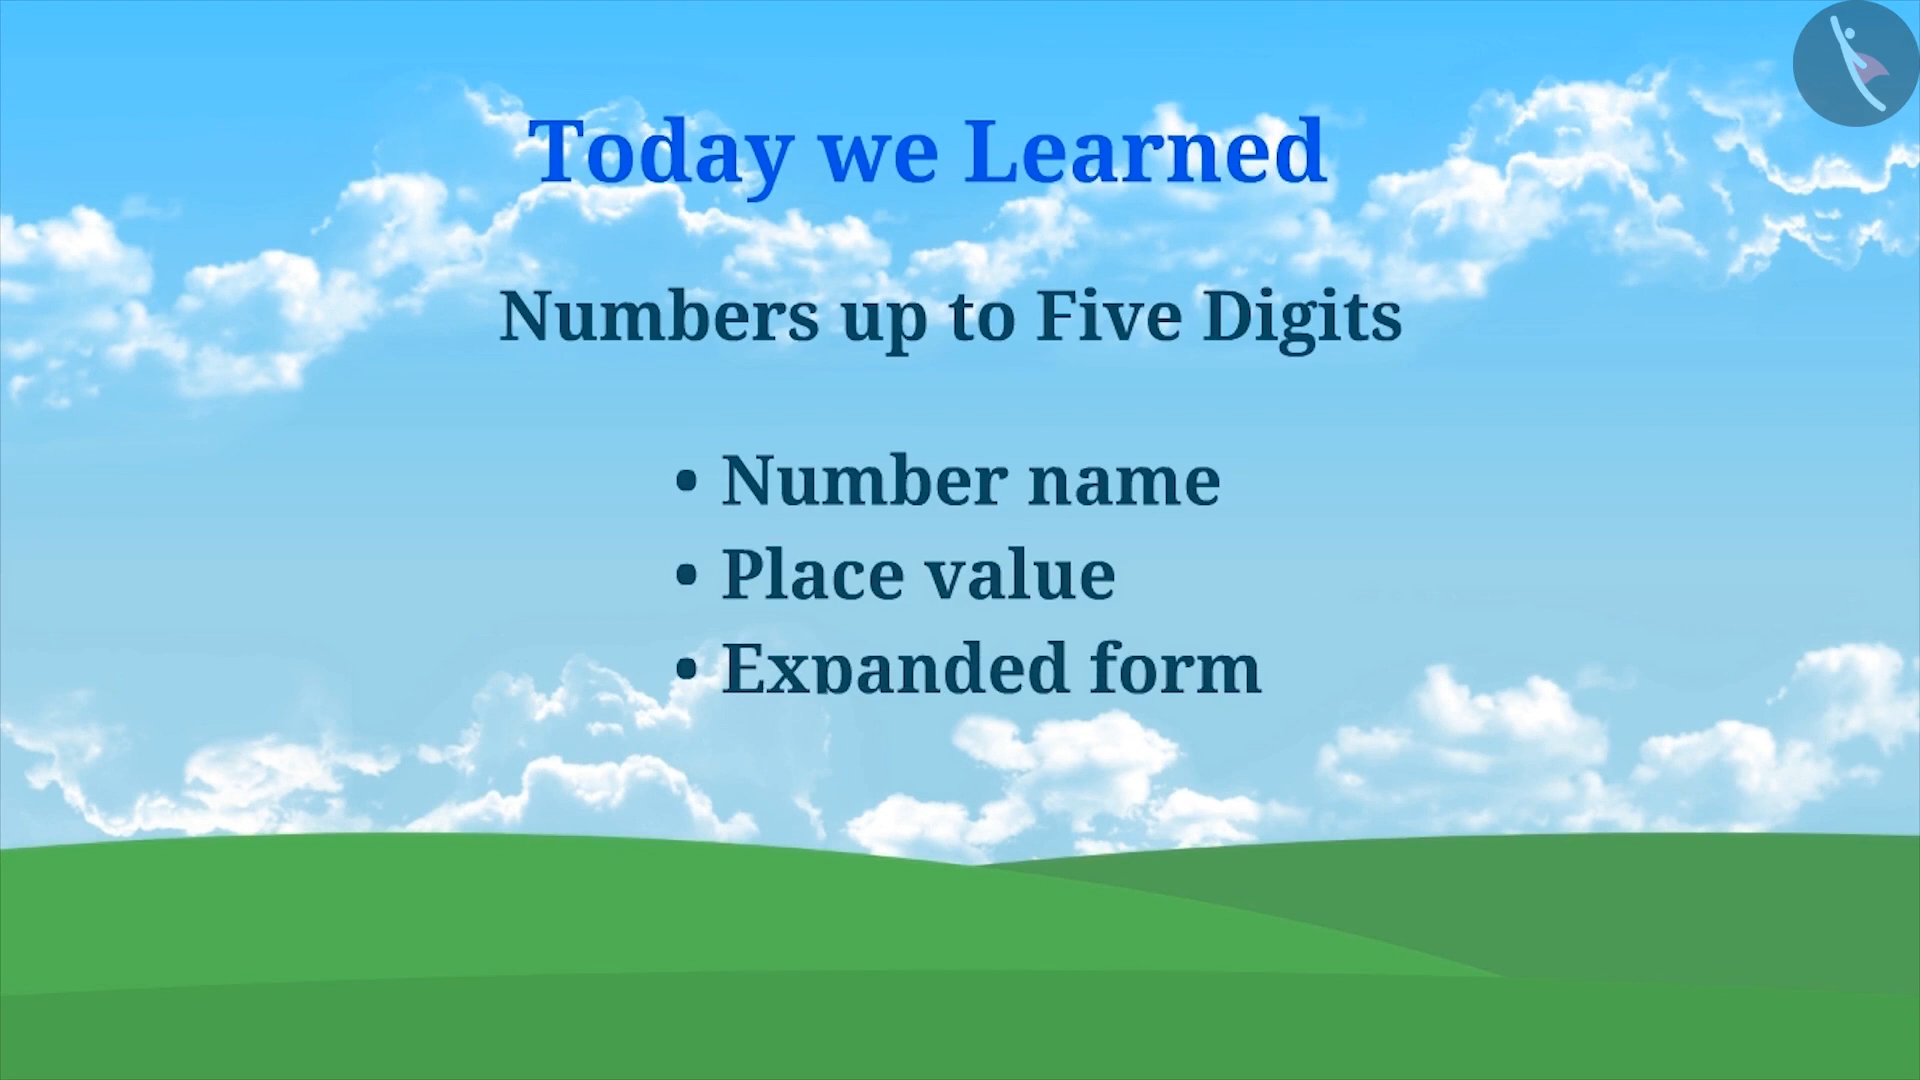 Today we Learned
Numbers up to Five Digits
• Number name
• Place value
• Expanded form